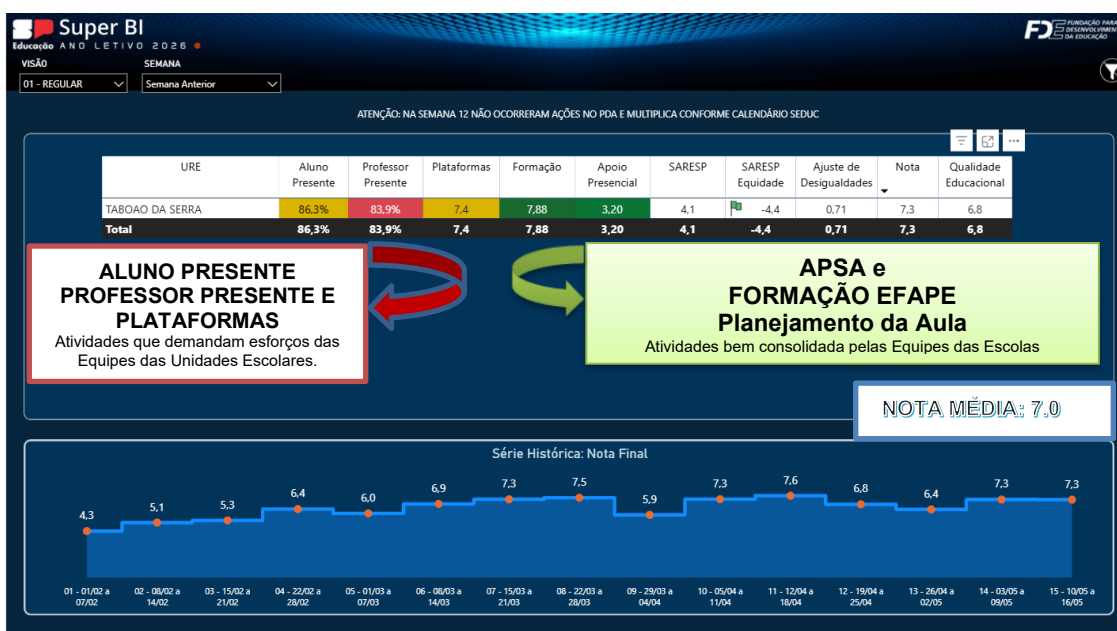 Super BI
Educação ANO LETIVO 2026
FDE FUNDAÇÃO PARA
DESENVOLVIMEN
DA EDUCAÇÃO
VISÃO SEMANA
01 - REGULAR Semana Anterior
ATENÇÃO: NA SEMANA 12 NÃO OCORRERAM AÇÕES NO PDA E MULTIPLICA CONFORME CALENDÁRIO SEDUC
URE Aluno Presente Professor Presente Plataformas Formação Apoio Presencial SARESP SARESP Equidade Ajuste de Desigualdades Nota Qualidade Educacional
TABOAO DA SERRA 86,3% 83,9% 7,4 7,88 3,20 4,1 -4,4 0,71 7,3 6,8
Total 86,3% 83,9% 7,4 7,88 3,20 4,1 -4,4 0,71 7,3 6,8
ALUNO PRESENTE
PROFESSOR PRESENTE E
PLATAFORMAS
Atividades que demandam esforços das
Equipes das Unidades Escolares.
APSA e
FORMAÇÃO EFAPE
Planejamento da Aula
Atividades bem consolidada pelas Equipes das Escolas
NOTA MÉDIA: 7.0
Série Histórica: Nota Final
4,3 5,1 5,3 6,4 6,0 6,9 7,3 7,5 5,9 7,3 7,6 6,8 6,4 7,3 7,3
01 - 01/02 a 07/02 02 - 08/02 a 14/02 03 - 15/02 a 21/02 04 - 22/02 a 28/02 05 - 01/03 a 07/03 06 - 08/03 a 14/03 07 - 15/03 a 21/03 08 - 22/03 a 28/03 09 - 29/03 a 04/04 10 - 05/04 a 11/04 11 - 12/04 a 18/04 12 - 19/04 a 25/04 13 - 26/04 a 02/05 14 - 03/05 a 09/05 15 - 10/05 a 16/05